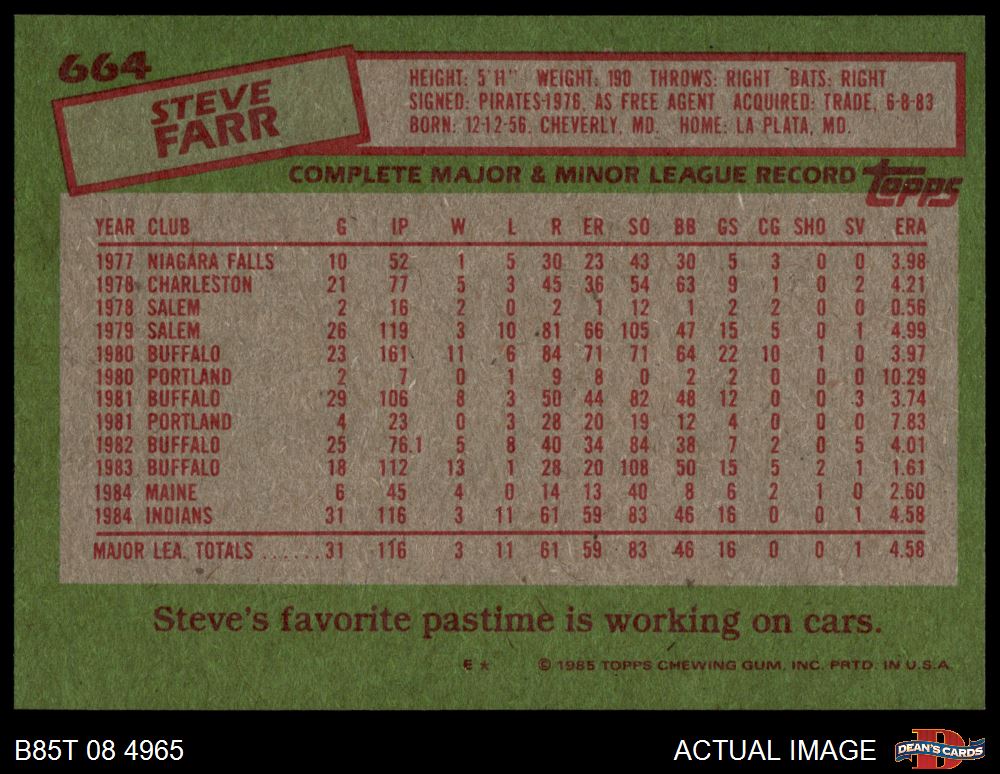 664
STEVE
FARR
HEIGHT: 5'11" WEIGHT: 190 THROWS: RIGHT BATS: RIGHT
SIGNED: PIRATES-1976, AS FREE AGENT ACQUIRED: TRADE, 6-8-83
BORN: 12-12-56, CHEVERLY, MD. HOME: LA PLATA, MD.
COMPLETE MAJOR & MINOR LEAGUE RECORD topps
YEAR CLUB G IP W L R ER SO BB GS CG SHO SV ERA
1977 NIAGARA FALLS 10 52 1 5 30 23 43 30 5 3 0 0 3.98
1978 CHARLESTON 21 77 5 3 45 36 54 63 9 1 0 2 4.21
1978 SALEM 2 16 2 0 2 1 12 1 2 2 0 0 0.56
1979 SALEM 26 119 3 10 81 66 105 47 15 5 0 1 4.99
1980 BUFFALO 23 161 11 6 84 71 71 64 22 10 1 0 3.97
1980 PORTLAND 2 7 0 1 9 8 0 2 2 0 0 0 10.29
1981 BUFFALO 29 106 8 3 50 44 82 48 12 0 0 3 3.74
1981 PORTLAND 4 23 0 3 28 20 19 12 4 0 0 0 7.83
1982 BUFFALO 25 76.1 5 8 40 34 84 38 7 2 0 5 4.01
1983 BUFFALO 18 112 13 1 28 20 108 50 15 5 2 1 1.61
1984 MAINE 6 45 4 0 14 13 40 8 6 2 1 0 2.60
1984 INDIANS 31 116 3 11 61 59 83 46 16 0 0 1 4.58
MAJOR LEA. TOTALS ......31 116 3 11 61 59 83 46 16 0 0 1 4.58
Steve's favorite pastime is working on cars.
E * © 1985 TOPPS CHEWING GUM, INC. PRTD. IN U.S.A.
B85T 08 4965 ACTUAL IMAGE D DEAN'S CARDS